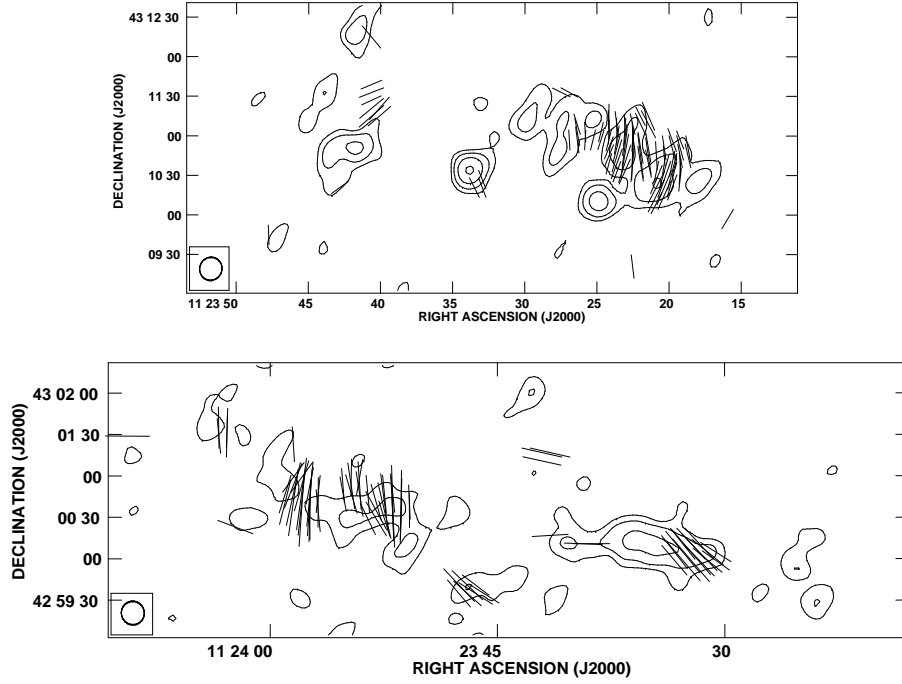 43 12 30
00
11 30
00
10 30
00
09 30
DECLINATION (J2000)
11 23 50 45 40 35 30 25 20 15
RIGHT ASCENSION (J2000)
43 02 00
01 30
00
00 30
00
42 59 30
DECLINATION (J2000)
11 24 00 23 45 30
RIGHT ASCENSION (J2000)